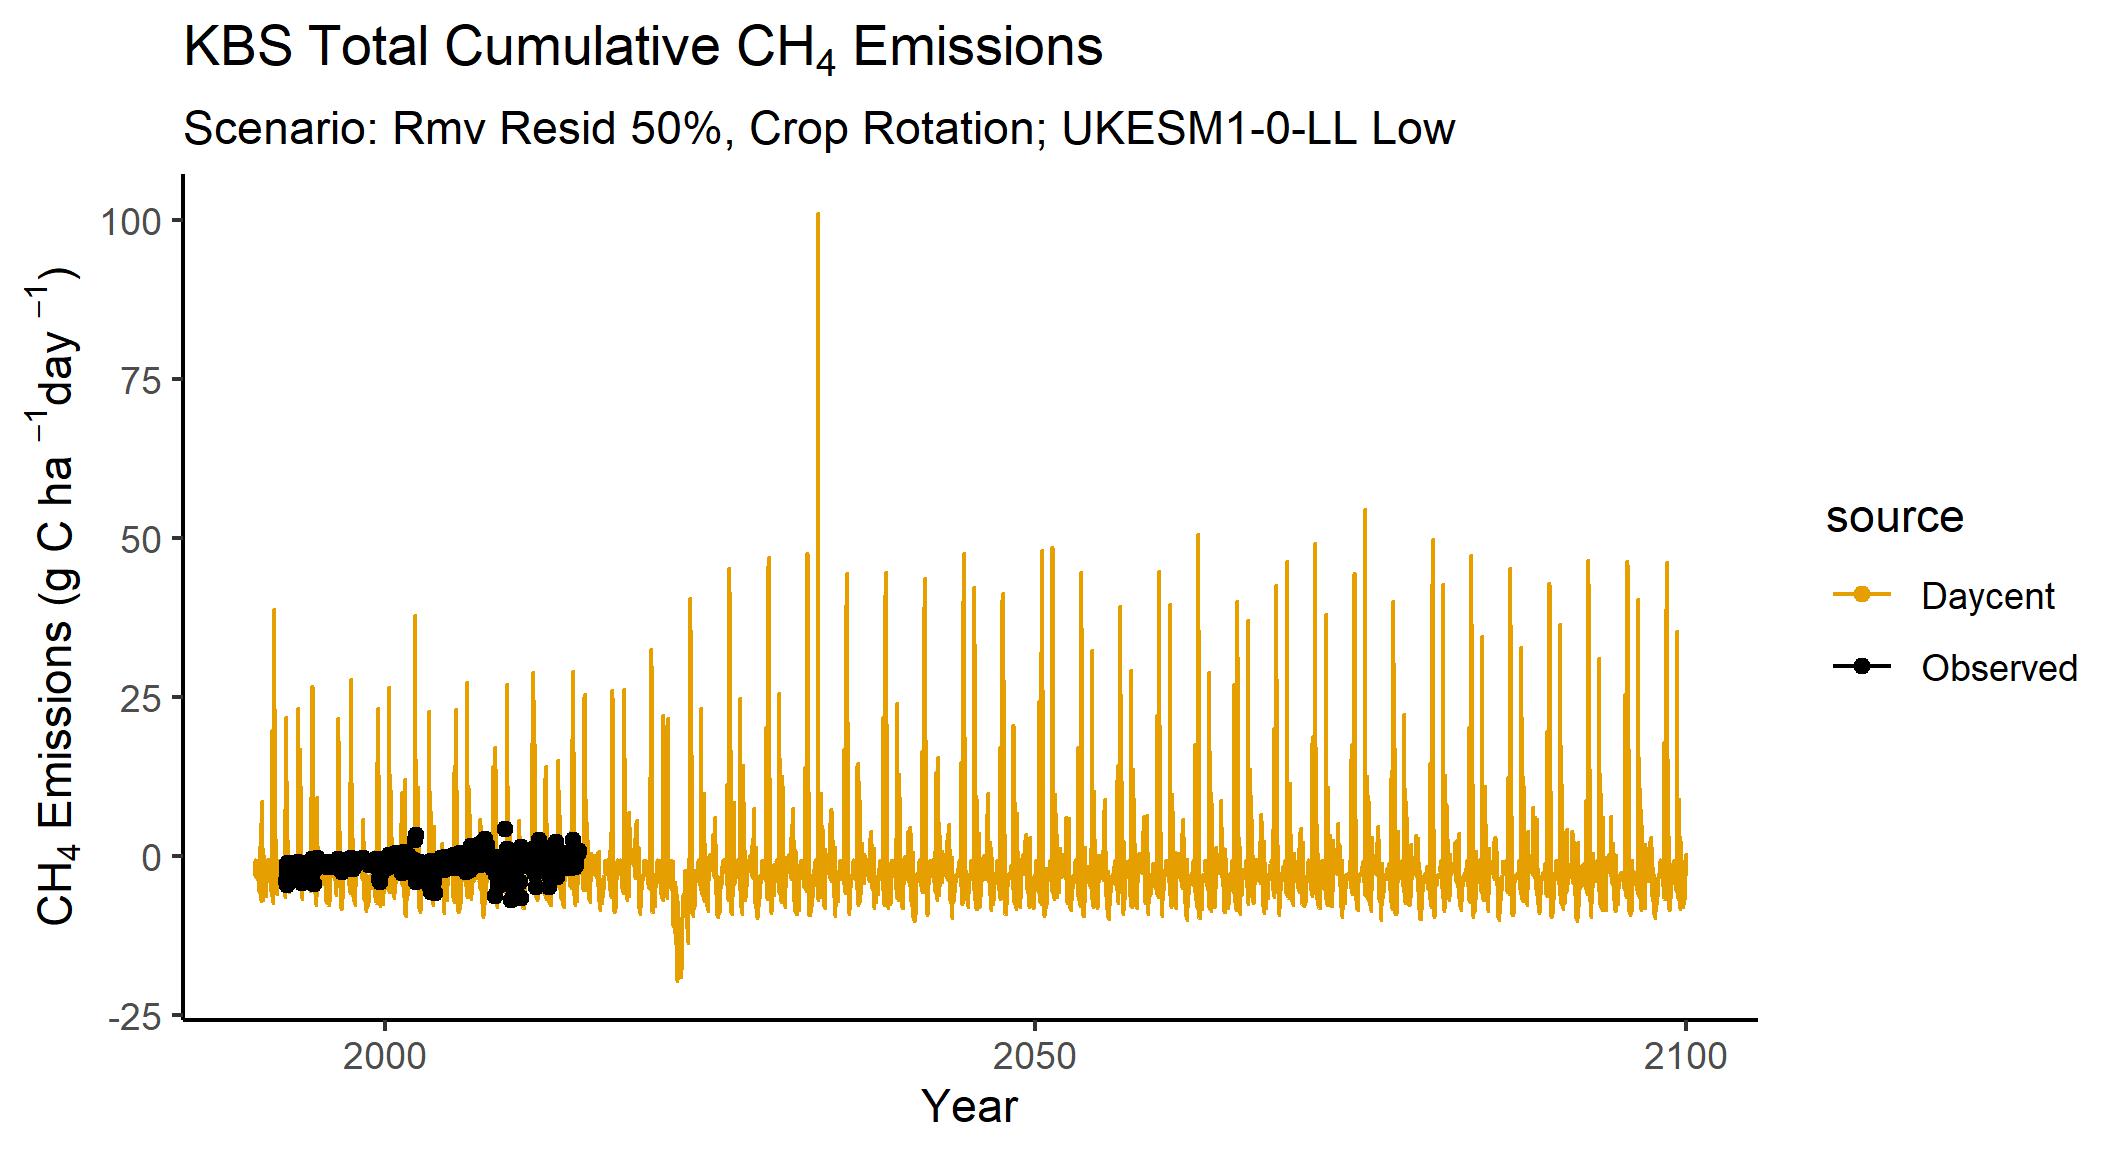 KBS Total Cumulative CH₄ Emissions
Scenario: Rmv Resid 50%, Crop Rotation; UKESM1-0-LL Low
CH₄ Emissions (g C ha ⁻¹day ⁻¹)
100
75
50
25
0
-25
2000
2050
2100
Year
source
Daycent
Observed